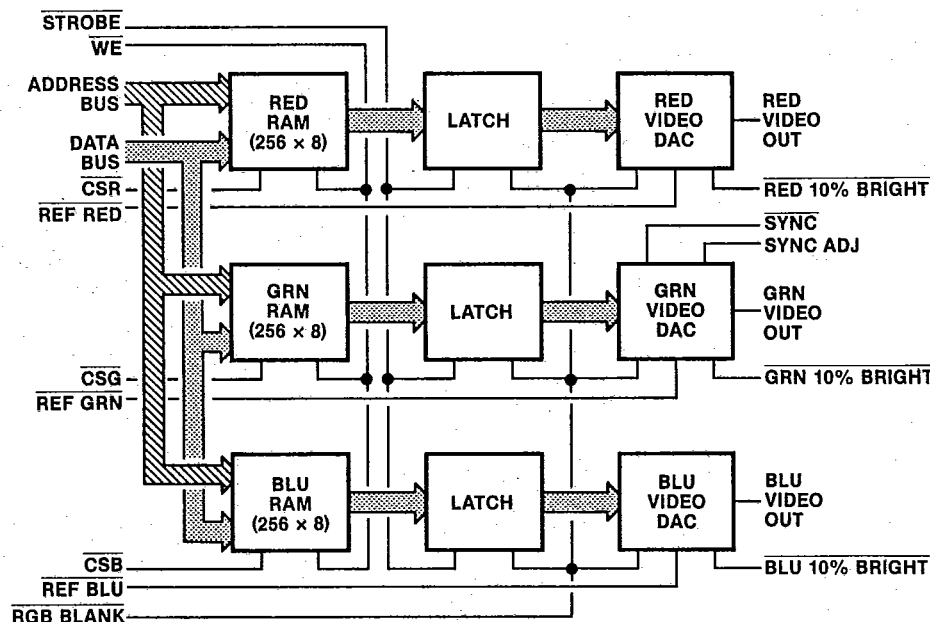 STROBE
WE
ADDRESS
BUS
DATA
BUS
CSR
REF RED
RED
RAM
(256 × 8)
LATCH
RED
VIDEO
DAC
RED
VIDEO
OUT
RED 10% BRIGHT
SYNC
SYNC ADJ
GRN
RAM
(256 × 8)
LATCH
GRN
VIDEO
DAC
GRN
VIDEO
OUT
CSG
REF GRN
GRN 10% BRIGHT
BLU
RAM
(256 × 8)
LATCH
BLU
VIDEO
DAC
BLU
VIDEO
OUT
CSB
REF BLU
BLU 10% BRIGHT
RGB BLANK